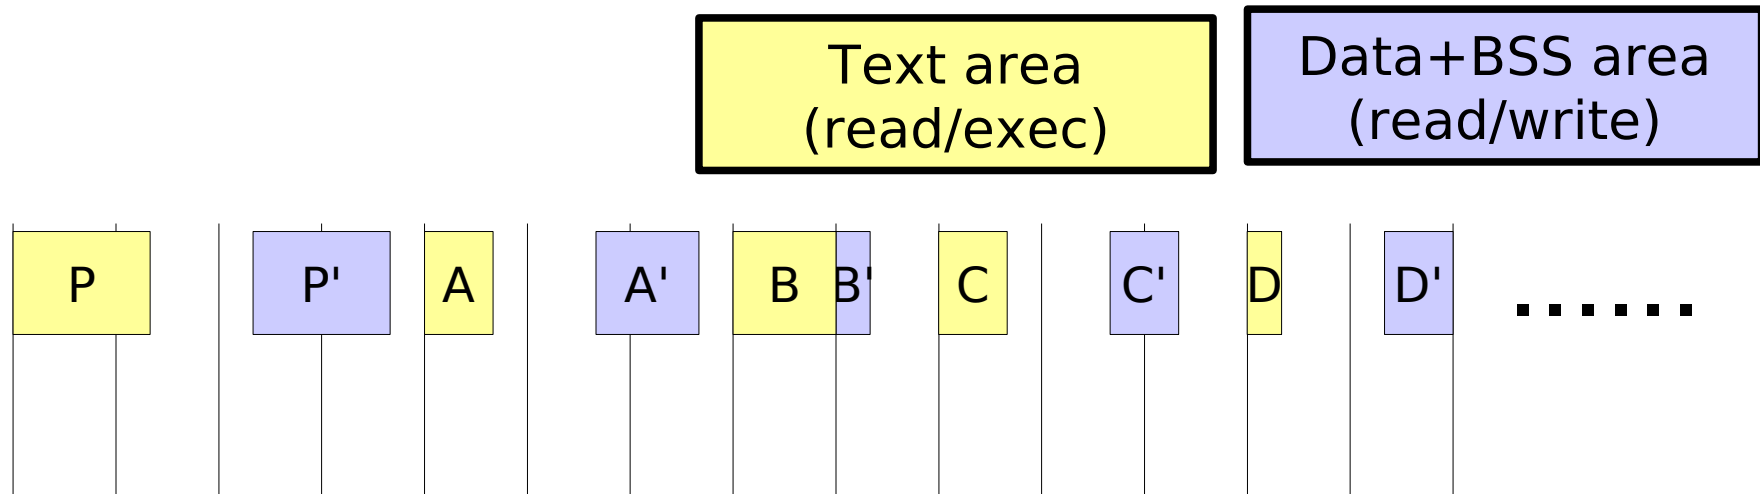 Text area
(read/exec)
Data+BSS area
(read/write)
P P' A A' B B' C C' D D' ......